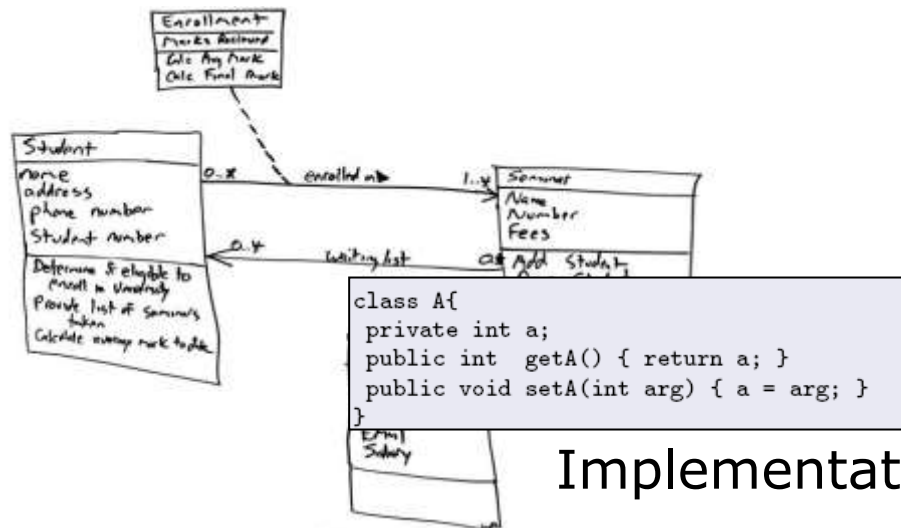 Enrollment
Marks Received
Calc Avg Mark
Calc Final Mark
Student
name
address
phone number
Student number
Determine if eligible to
enroll in University
Provide list of Seminars
taken
Calculate average mark to date
0..*
enrolled in
1..*
0..*
waiting list
Seminar
Name
Number
Fees
Add Student
class A{
private int a;
public int getA() { return a; }
public void setA(int arg) { a = arg; }
}
Email
Salary
Implementat